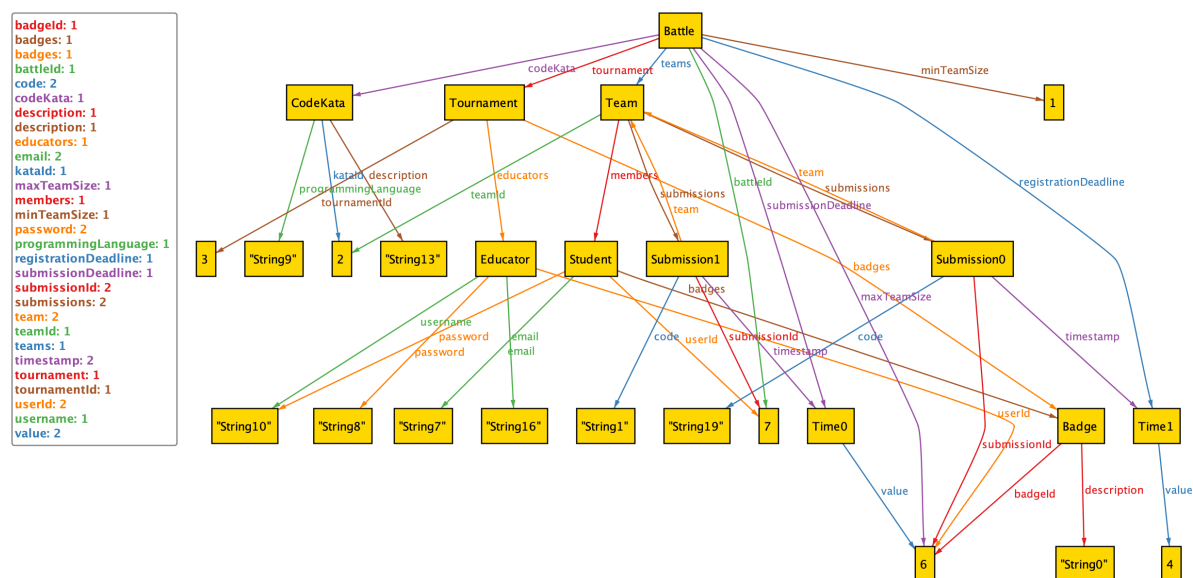 badgeId: 1
badges: 1
badges: 1
battleId: 1
code: 2
codeKata: 1
description: 1
description: 1
educators: 1
email: 2
kataId: 1
maxTeamSize: 1
members: 1
minTeamSize: 1
password: 2
programmingLanguage: 1
registrationDeadline: 1
submissionDeadline: 1
submissionId: 2
submissions: 2
team: 2
teamId: 1
teams: 1
timestamp: 2
tournament: 1
tournamentId: 1
userId: 2
username: 1
value: 2
Battle
codeKata
tournament
teams
minTeamSize
CodeKata
Tournament
Team
1
kataId
description
programmingLanguage
tournamentId
educators
teamId
members
submissions
team
battleId
submissionDeadline
team
submissions
registrationDeadline
3
"String9"
2
"String13"
Educator
Student
Submission1
Submission0
badges
badges
maxTeamSize
username
password
password
email
email
userId
code
submissionId
timestamp
code
timestamp
"String10"
"String8"
"String7"
"String16"
"String1"
"String19"
7
Time0
Badge
Time1
userId
submissionId
value
badgeId
description
value
6
"String0"
4